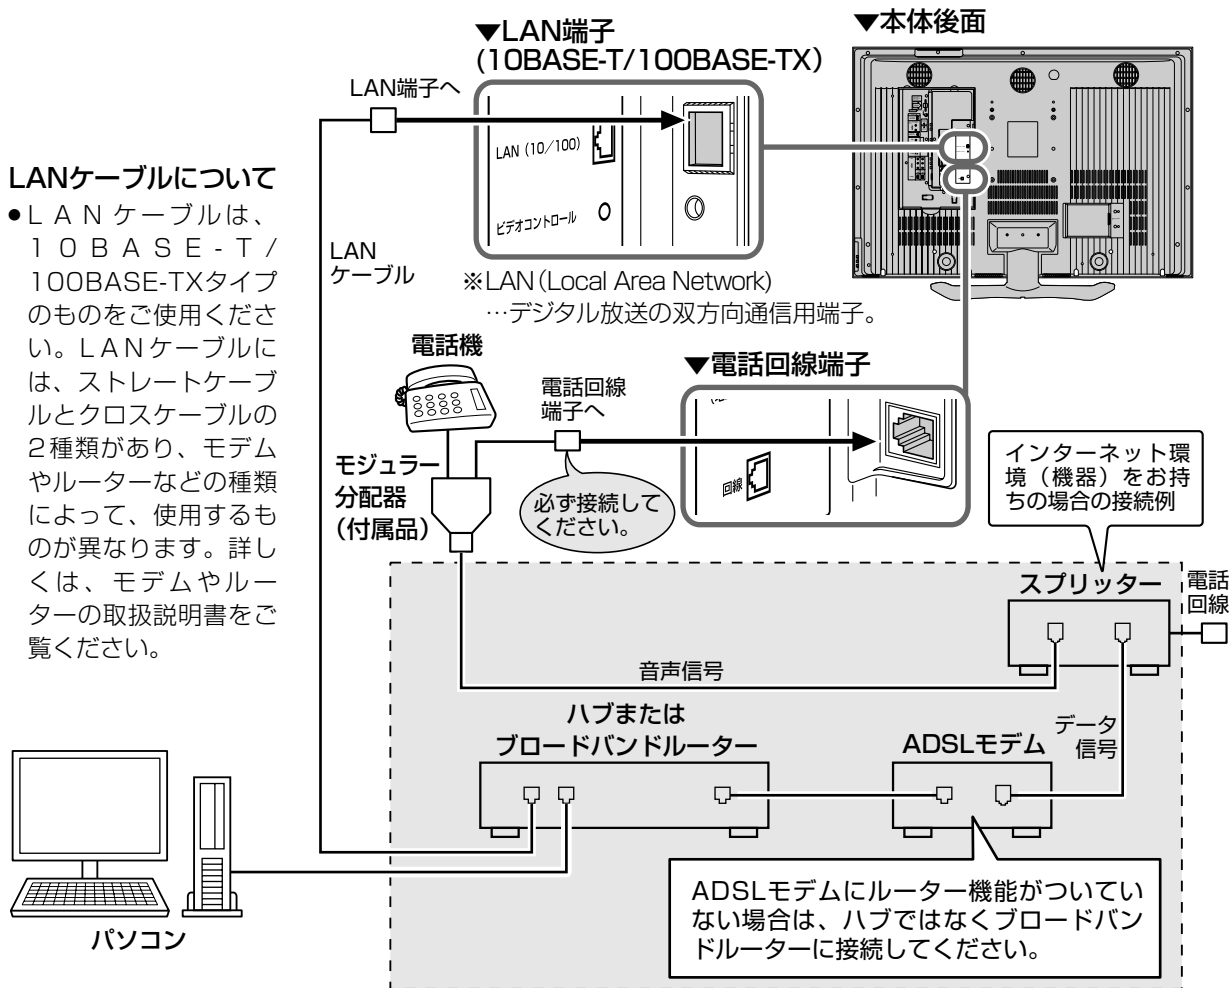 ▼LAN端子
(10BASE-T/100BASE-TX)
▼本体後面
LAN端子へ
LAN（10／100）
ビデオコントロール
LANケーブルについて
●LANケーブルは、
10BASE-T/
100BASE-TXタイプ
のものをご使用くださ
い。LANケーブルに
は、ストレートケーブ
ルとクロスケーブルの
2種類があり、モデム
やルーターなどの種類
によって、使用するも
のが異なります。詳し
くは、モデムやルー
ターの取扱説明書をご
覧ください。
LAN
ケーブル
※LAN（Local Area Network）
…デジタル放送の双方向通信用端子。
電話機
電話回線
端子へ
▼電話回線端子
回線
モジュラー
分配器
（付属品）
必ず接続して
ください。
インターネット環
境（機器）をお持
ちの場合の接続例
スプリッター
電話
回線
音声信号
データ
信号
ハブまたは
ブロードバンドルーター
ADSLモデム
ADSLモデムにルーター機能がついてい
ない場合は、ハブではなくブロードバン
ドルーターに接続してください。
パソコン